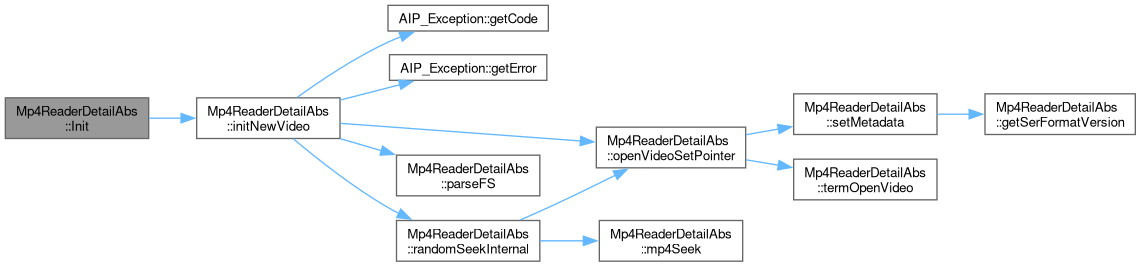 Mp4ReaderDetailAbs
::Init
Mp4ReaderDetailAbs
::initNewVideo
AIP_Exception::getCode
AIP_Exception::getError
Mp4ReaderDetailAbs
::openVideoSetPointer
Mp4ReaderDetailAbs
::parseFS
Mp4ReaderDetailAbs
::randomSeekInternal
Mp4ReaderDetailAbs
::setMetadata
Mp4ReaderDetailAbs
::getSerFormatVersion
Mp4ReaderDetailAbs
::termOpenVideo
Mp4ReaderDetailAbs
::mp4Seek